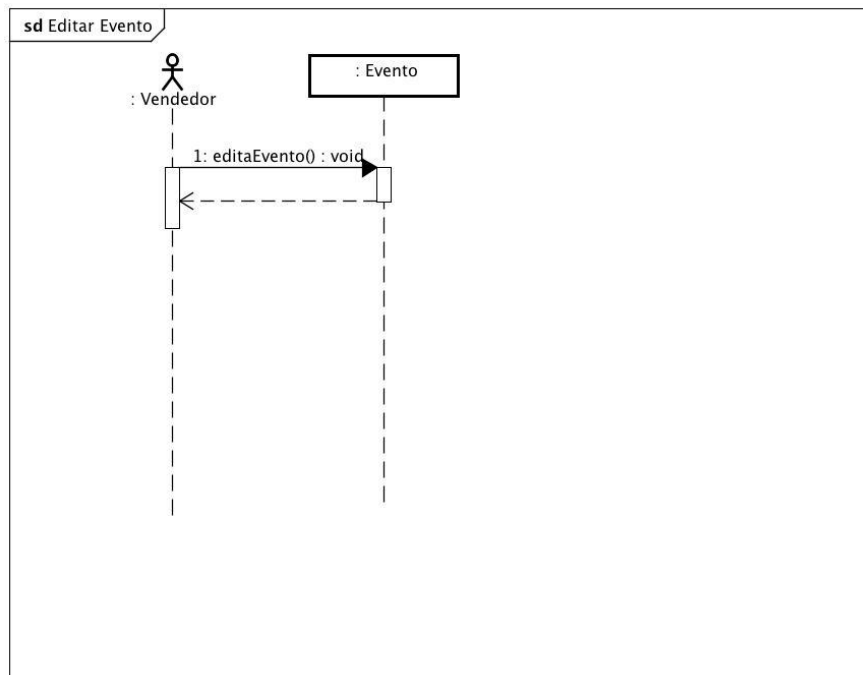 sd Editar Evento
: Evento
: Vendedor
1: editaEvento() : void